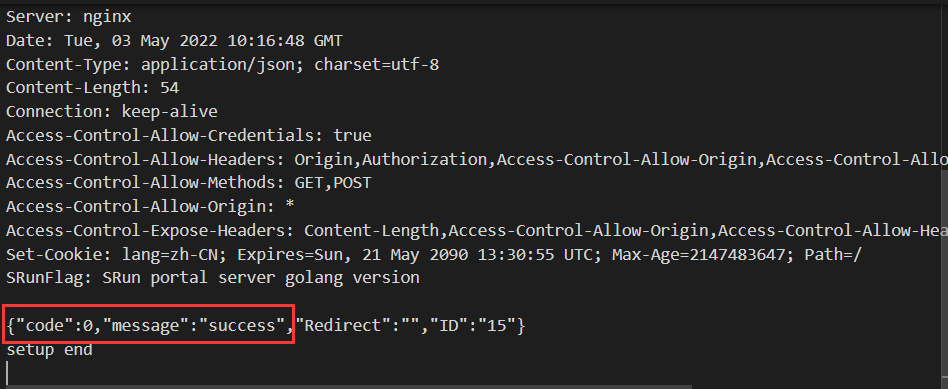 Server: nginx
Date: Tue, 03 May 2022 10:16:48 GMT
Content-Type: application/json; charset=utf-8
Content-Length: 54
Connection: keep-alive
Access-Control-Allow-Credentials: true
Access-Control-Allow-Headers: Origin,Authorization,Access-Control-Allow-Origin,Access-Control-Allo
Access-Control-Allow-Methods: GET,POST
Access-Control-Allow-Origin: *
Access-Control-Expose-Headers: Content-Length,Access-Control-Allow-Origin,Access-Control-Allow-Hea
Set-Cookie: lang=zh-CN; Expires=Sun, 21 May 2090 13:30:55 UTC; Max-Age=2147483647; Path=/
SRunFlag: SRun portal server golang version
{"code":0,"message":"success","Redirect":"","ID":"15"}
setup end